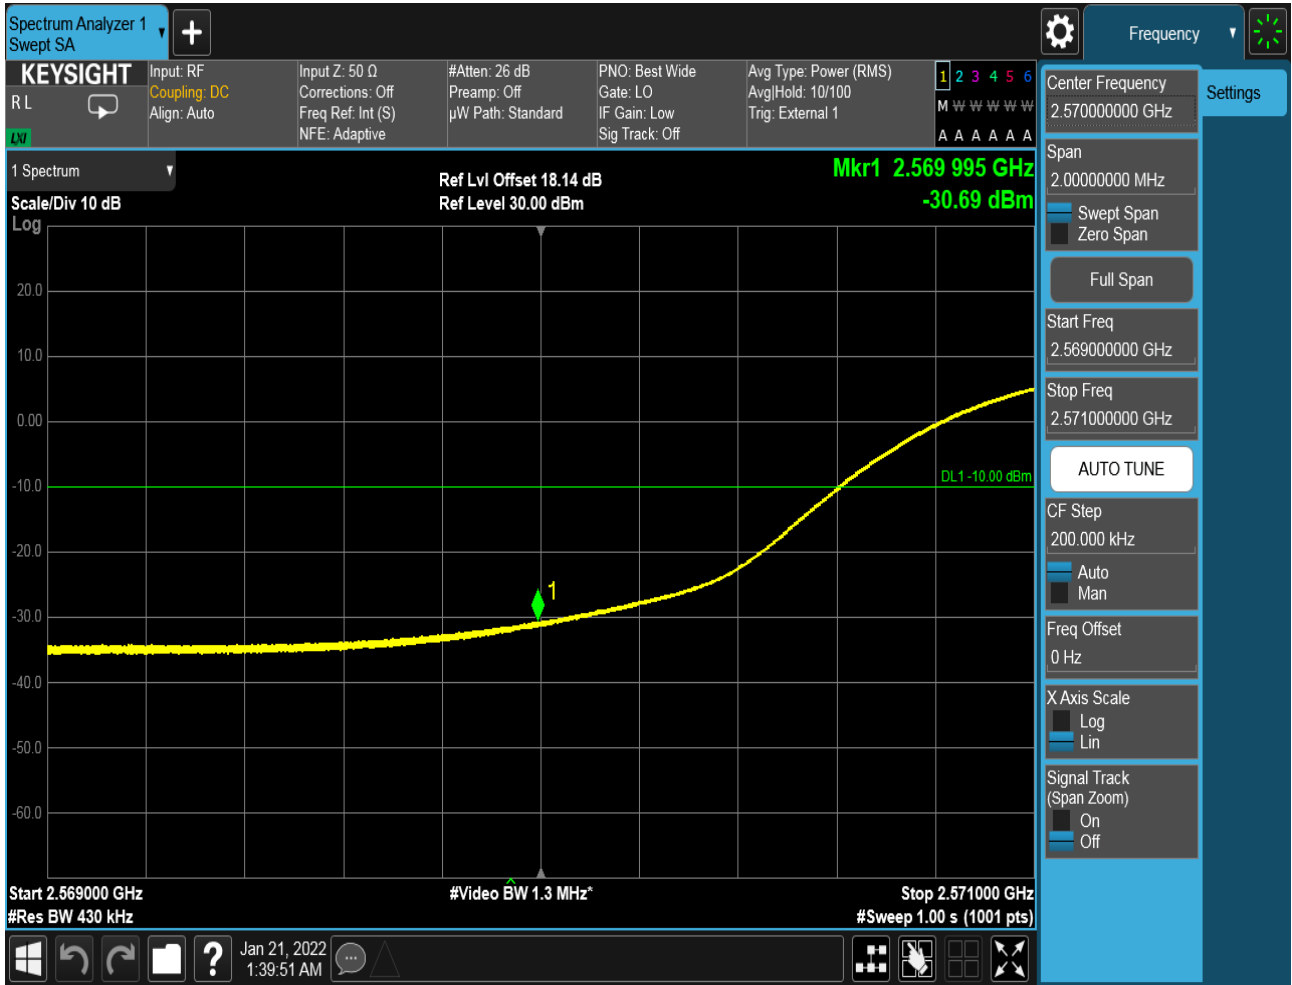 Spectrum Analyzer 1
Swept SA
Frequency
KEYSIGHT
R L
LXI
Input: RF
Coupling: DC
Align: Auto
Input Z: 50 Ω
Corrections: Off
Freq Ref: Int (S)
NFE: Adaptive
#Atten: 26 dB
Preamp: Off
µW Path: Standard
PNO: Best Wide
Gate: LO
IF Gain: Low
Sig Track: Off
Avg Type: Power (RMS)
Avg|Hold: 10/100
Trig: External 1
1 2 3 4 5 6
M W W W W W
A A A A A A
1 Spectrum
Scale/Div 10 dB
Log
Ref Lvl Offset 18.14 dB
Ref Level 30.00 dBm
Mkr1 2.569 995 GHz
-30.69 dBm
20.0
10.0
0.00
-10.0
-20.0
-30.0
-40.0
-50.0
-60.0
DL1 -10.00 dBm
1
Start 2.569000 GHz
#Res BW 430 kHz
#Video BW 1.3 MHz*
Stop 2.571000 GHz
#Sweep 1.00 s (1001 pts)
Jan 21, 2022
1:39:51 AM
Center Frequency
2.570000000 GHz
Settings
Span
2.00000000 MHz
Swept Span
Zero Span
Full Span
Start Freq
2.569000000 GHz
Stop Freq
2.571000000 GHz
AUTO TUNE
CF Step
200.000 kHz
Auto
Man
Freq Offset
0 Hz
X Axis Scale
Log
Lin
Signal Track
(Span Zoom)
On
Off